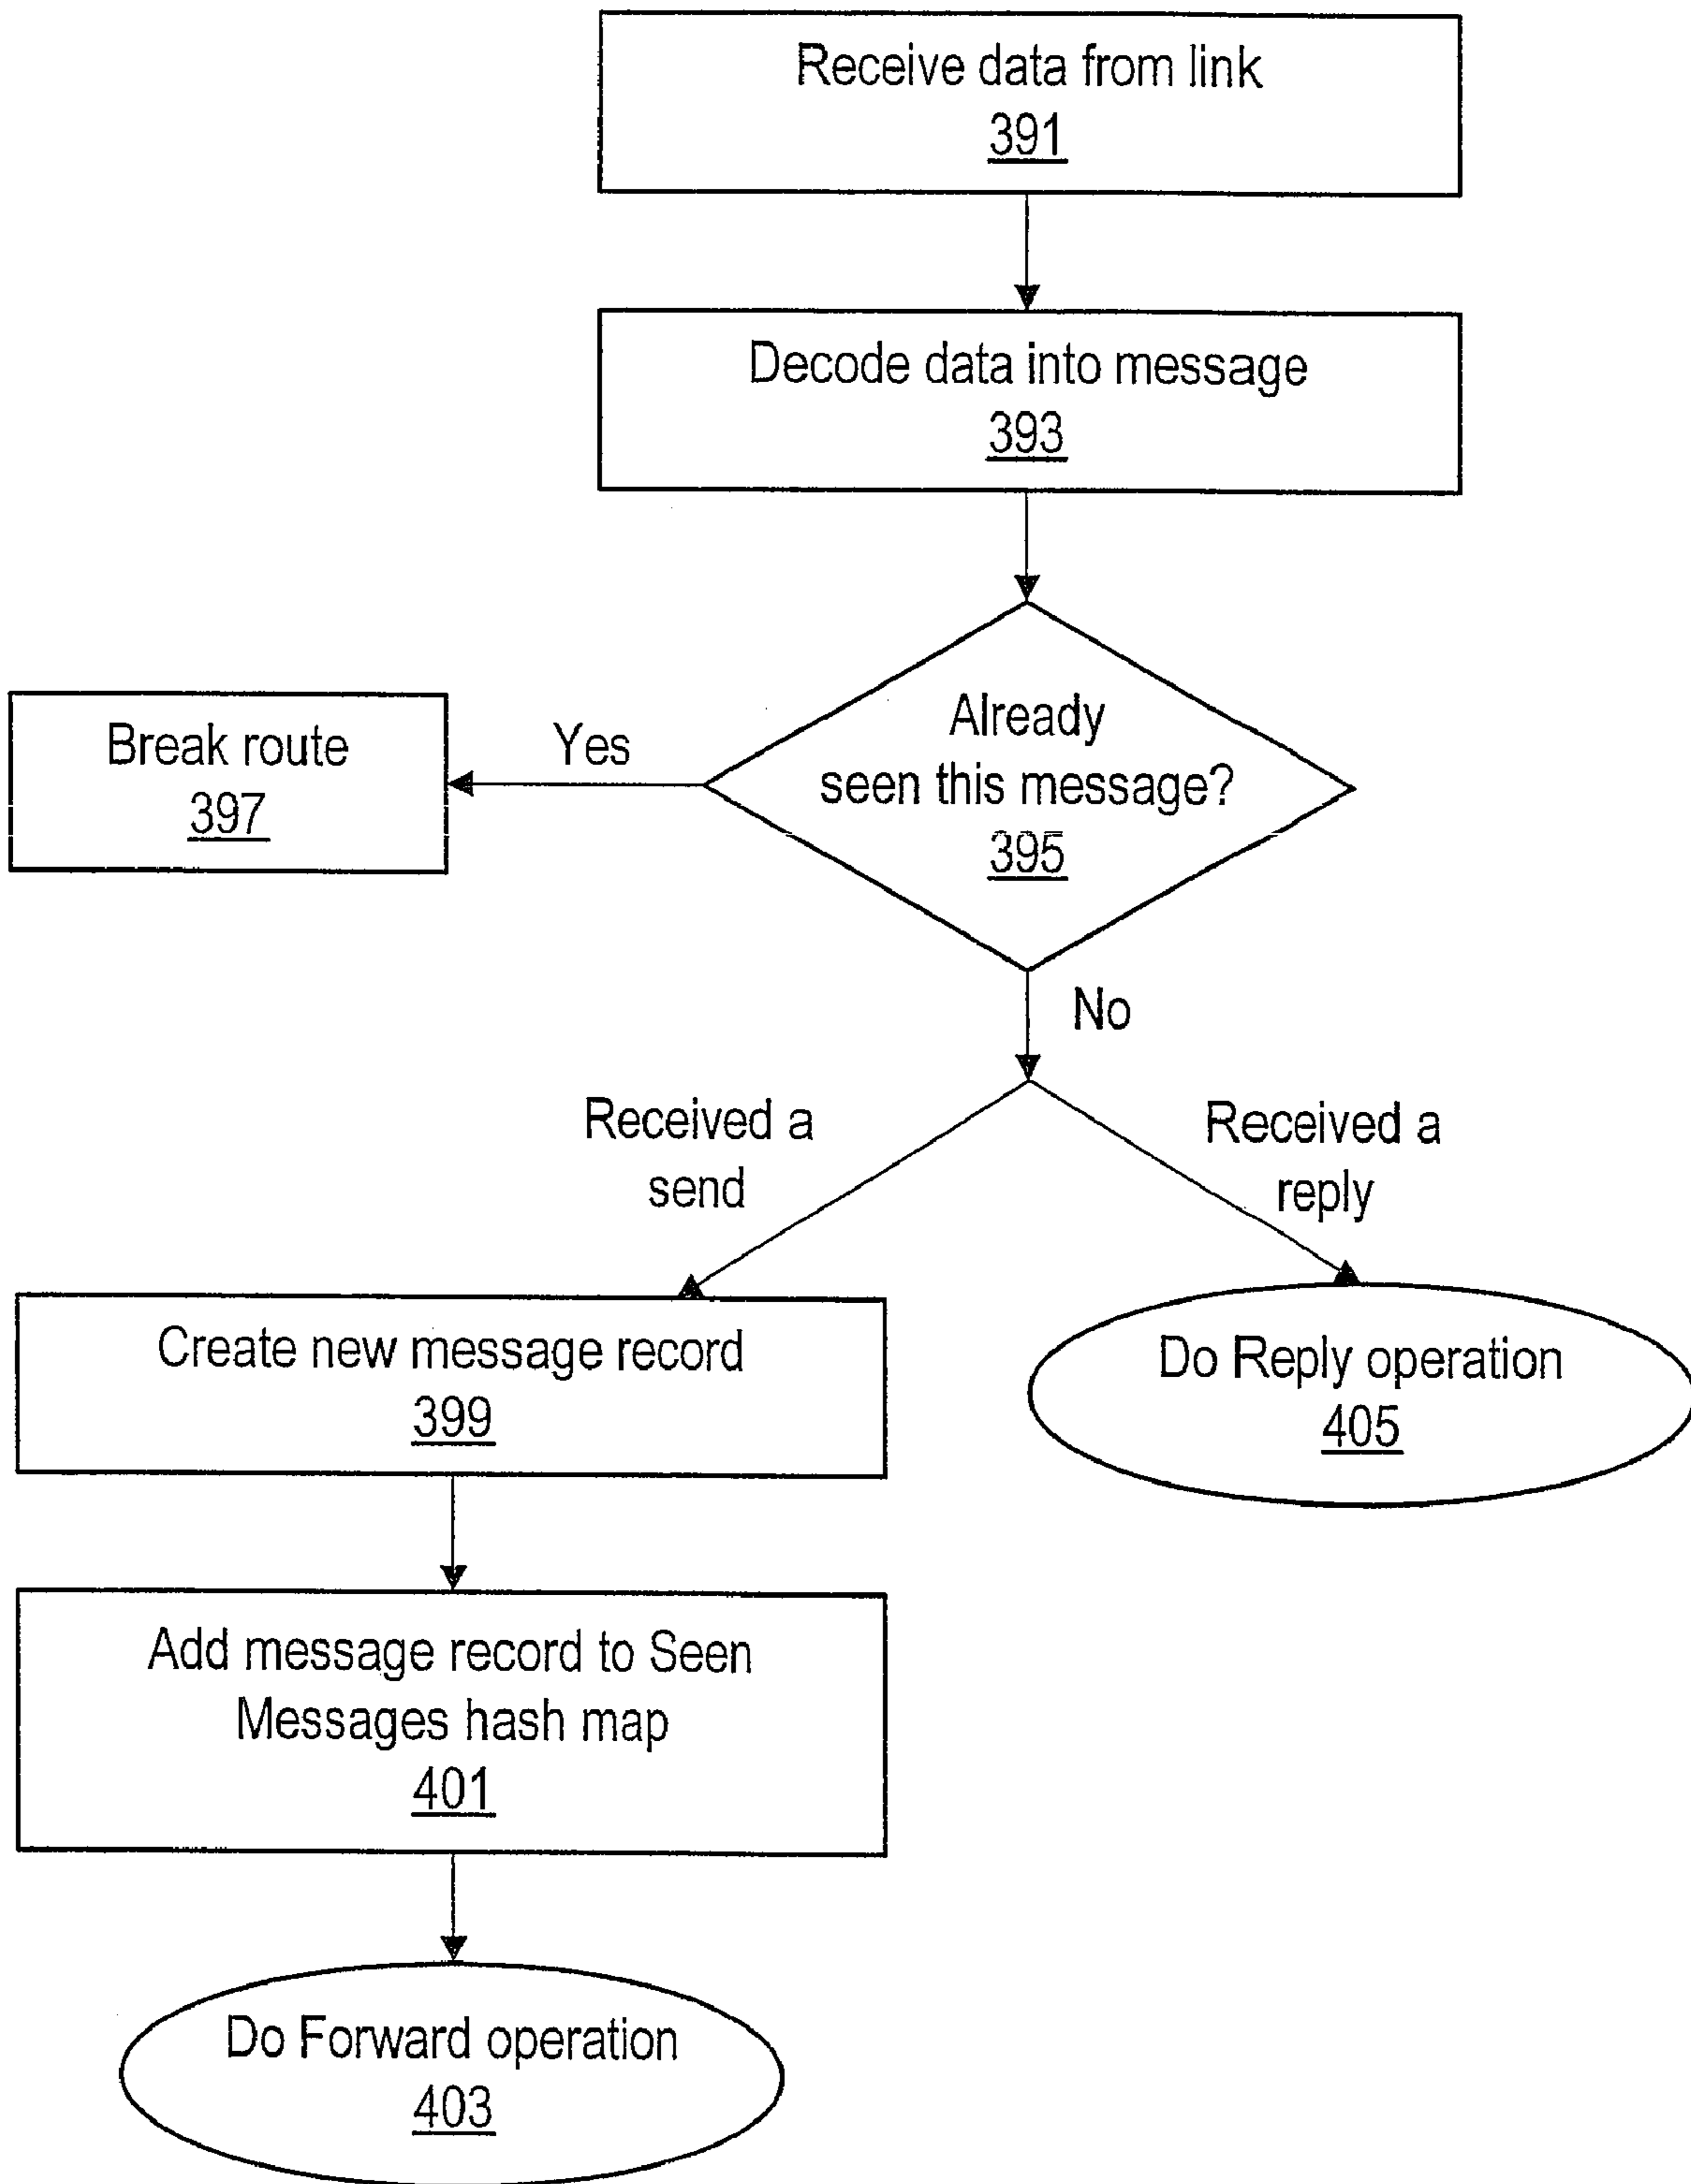 Receive data from link
391
Decode data into message
393
Already
seen this message?
395
Yes
Break route
397
No
Received a
send
Received a
reply
Create new message record
399
Do Reply operation
405
Add message record to Seen
Messages hash map
401
Do Forward operation
403